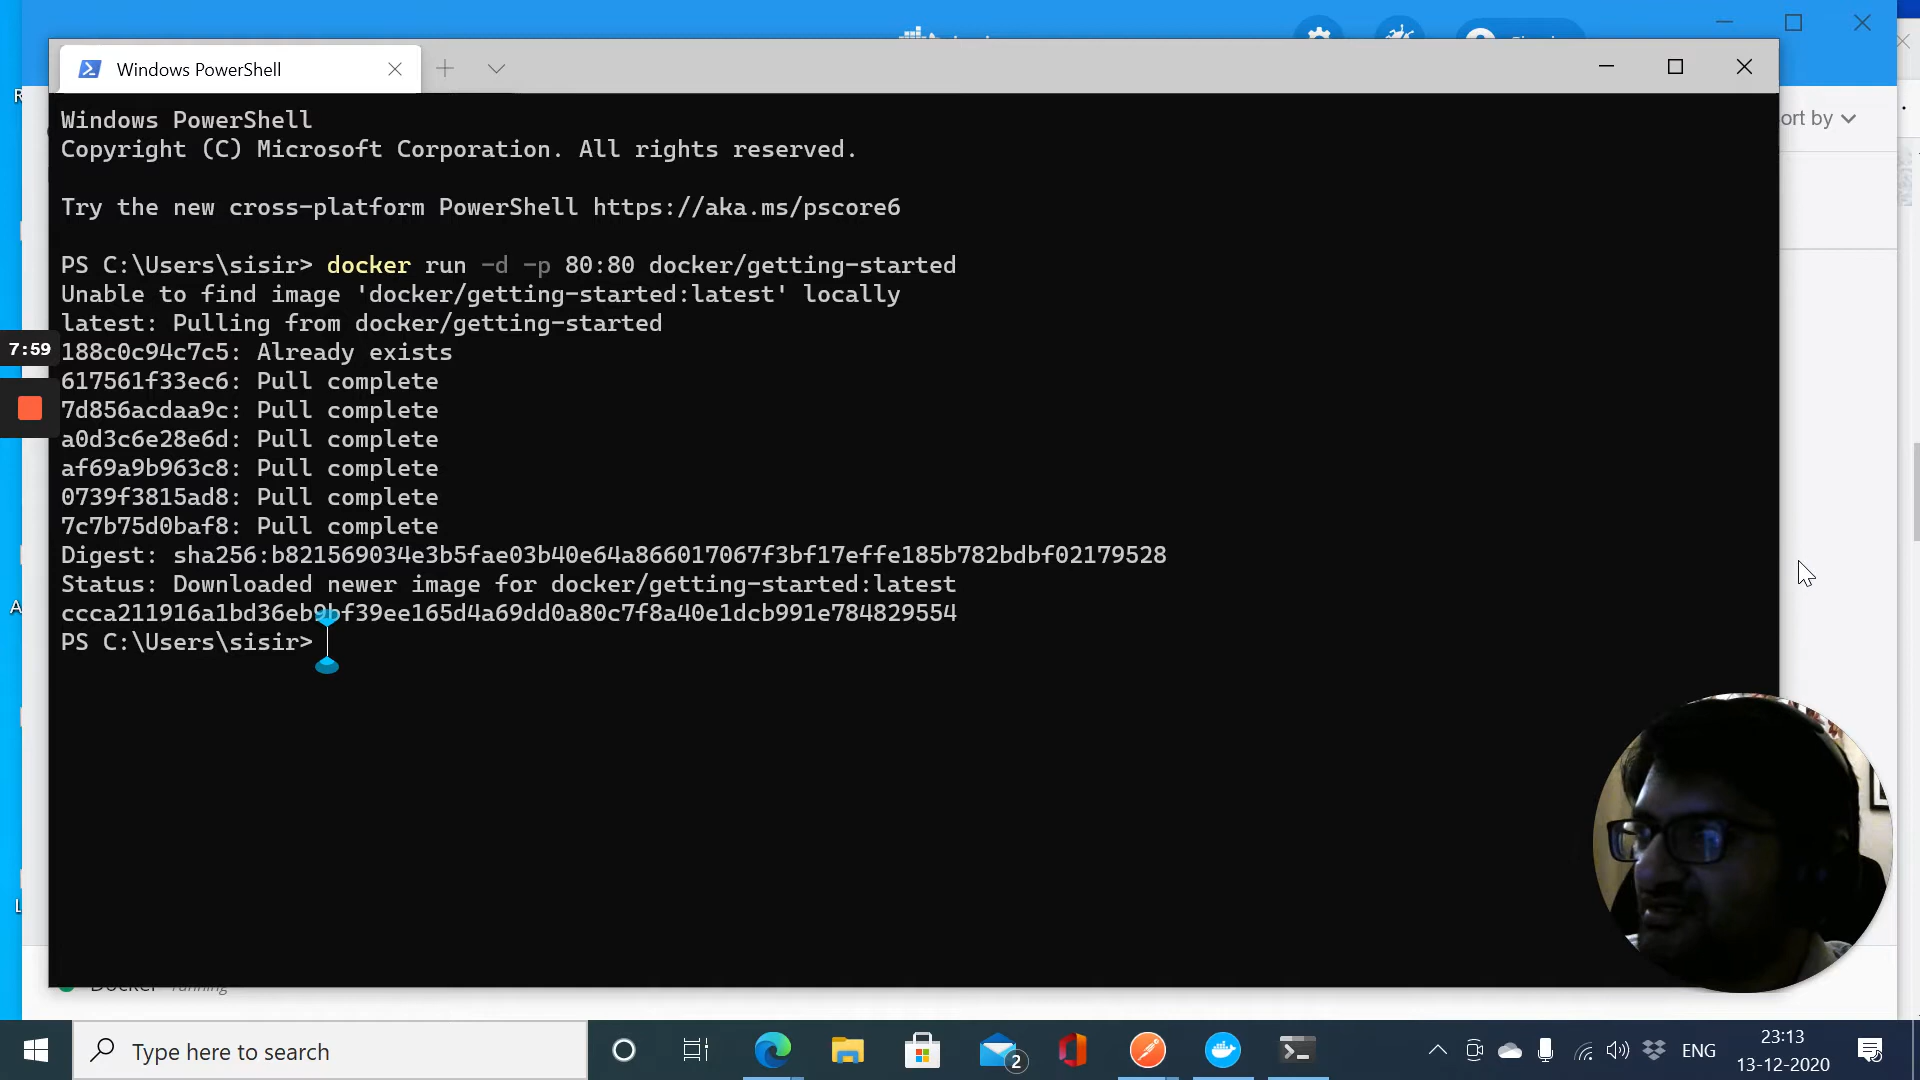 Windows PowerShell
ort by
Windows PowerShell
Copyright (C) Microsoft Corporation. All rights reserved.
Try the new cross-platform PowerShell https://aka.ms/pscore6
PS C:\Users\sisir> docker run -d -p 80:80 docker/getting-started
Unable to find image 'docker/getting-started:latest' locally
latest: Pulling from docker/getting-started
7:59
188c0c94c7c5: Already exists
617561f33ec6: Pull complete
7d856acdaa9c: Pull complete
a0d3c6e28e6d: Pull complete
af69a9b963c8: Pull complete
0739f3815ad8: Pull complete
7c7b75d0baf8: Pull complete
Digest: sha256:b821569034e3b5fae03b40e64a866017067f3bf17effe185b782bdbf02179528
Status: Downloaded newer image for docker/getting-started:latest
ccca211916a1bd36eb9bf39ee165d4a69dd0a80c7f8a40e1dcb991e784829554
PS C:\Users\sisir>
Docker running
Type here to search
2
ENG
23:13
13-12-2020